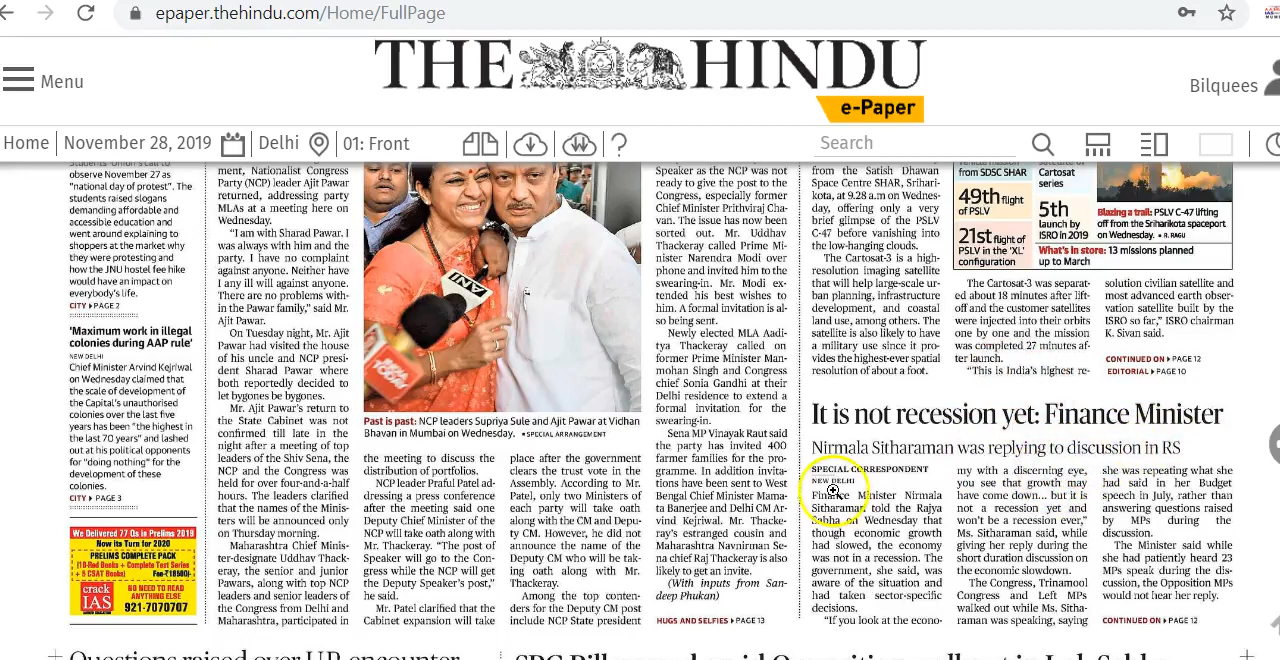 epaper.thehindu.com/Home/FullPage
Menu
THE HINDU
e-Paper
Bilquees
Home
November 28, 2019
Delhi
01: Front
?
Search
Students' Union's call to
observe November 27 as
"national day of protest". The
students raised slogans
demanding affordable and
accessible education and
went around explaining to
shoppers at the market why
they were protesting and
how the JNU hostel fee hike
would have an impact on
everybody's life.
CITY ▸ PAGE 2
'Maximum work in illegal
colonies during AAP rule'
NEW DELHI
Chief Minister Arvind Kejriwal
on Wednesday claimed that
the scale of development of
the Capital's unauthorised
colonies over the last five
years has been "the highest in
the last 70 years" and lashed
out at his political opponents
for "doing nothing" for the
development of these
colonies.
CITY ▸ PAGE 3
We Delivered 77 Qs in Prelims 2019
Now its Turn for 2020
PRELIMS COMPLETE PACK
(18-Red Books + Complete Test Series
+ 5 CSAT Books) Fee-₹18500/-
crack
IAS
NO NEED TO READ
ANYTHING ELSE
921-7070707
ment, Nationalist Congress
Party (NCP) leader Ajit Pawar
returned, addressing party
MLAs at a meeting here on
Wednesday.
"I am with Sharad Pawar. I
was always with him and the
party. I have no complaint
against anyone. Neither have
I any ill will against anyone.
There are no problems with-
in the Pawar family," said Mr.
Ajit Pawar.
On Tuesday night, Mr. Ajit
Pawar had visited the house
of his uncle and NCP presi-
dent Sharad Pawar where
both reportedly decided to
let bygones be bygones.
Mr. Ajit Pawar's return to
the State Cabinet was not
confirmed till late in the
night after a meeting of top
leaders of the Shiv Sena, the
NCP and the Congress was
held for over four-and-a-half
hours. The leaders clarified
that the names of the Minis-
ters will be announced only
on Thursday morning.
Maharashtra Chief Minis-
ter-designate Uddhav Thack-
eray, the senior and junior
Pawars, along with top NCP
leaders and senior leaders of
the Congress from Delhi and
Maharashtra, participated in
ANI
INDIA TODAY
Past is past: NCP leaders Supriya Sule and Ajit Pawar at Vidhan
Bhavan in Mumbai on Wednesday. ▪ SPECIAL ARRANGEMENT
the meeting to discuss the
distribution of portfolios.
NCP leader Praful Patel ad-
dressing a press conference
after the meeting said one
Deputy Chief Minister of the
NCP will take oath along with
Mr. Thackeray. "The post of
Speaker will go to the Con-
gress while the NCP will get
the Deputy Speaker's post,"
he said.
Mr. Patel clarified that the
Cabinet expansion will take
place after the government
clears the trust vote in the
Assembly. According to Mr.
Patel, only two Ministers of
each party will take oath
along with the CM and Depu-
ty CM. However, he did not
announce the name of the
Deputy CM who will be tak-
ing oath along with Mr.
Thackeray.
Among the top conten-
ders for the Deputy CM post
include NCP State president
Speaker as the NCP was not
ready to give the post to the
Congress, especially former
Chief Minister Prithviraj Cha-
van. The issue has now been
sorted out. Mr. Uddhav
Thackeray called Prime Mi-
nister Narendra Modi over
phone and invited him to the
swearing-in. Mr. Modi ex-
tended his best wishes to
him. A formal invitation is al-
so being sent.
Newly elected MLA Aadi-
tya Thackeray called on
former Prime Minister Man-
mohan Singh and Congress
chief Sonia Gandhi at their
Delhi residence to extend a
formal invitation for the
swearing-in.
Sena MP Vinayak Raut said
the party has invited 400
farmer families for the pro-
gramme. In addition invita-
tions have been sent to West
Bengal Chief Minister Mama-
ta Banerjee and Delhi CM Ar-
vind Kejriwal. Mr. Thacke-
ray's estranged cousin and
Maharashtra Navnirman Se-
na chief Raj Thackeray is also
likely to get an invite.
(With inputs from San-
deep Phukan)
HUGS AND SELFIES ▸ PAGE 13
from the Satish Dhawan
Space Centre SHAR, Srihari-
kota, at 9.28 a.m on Wednes-
day, offering only a very
brief glimpse of the PSLV
C-47 before vanishing into
the low-hanging clouds.
The Cartosat-3 is a high-
resolution imaging satellite
that will help large-scale ur-
ban planning, infrastructure
development, and coastal
land use, among others. The
satellite is also likely to have
a military use since it pro-
vides the highest-ever spatial
resolution of about a foot.
vehicle mission
from SDSC SHAR
49th flight
of PSLV
21st flight of
PSLV in the 'XL'
configuration
satellite of
Cartosat
series
5th
launch by
ISRO in 2019
Blazing a trail: PSLV C-47 lifting
off from the Sriharikota spaceport
on Wednesday. ▪ R. RAGU
What's in store: 13 missions planned
up to March
The Cartosat-3 was separat-
ed about 18 minutes after lift-
off and the customer satellites
were injected into their orbits
one by one and the mission
was completed 27 minutes af-
ter launch.
"This is India's highest re-
solution civilian satellite and
most advanced earth obser-
vation satellite built by the
ISRO so far," ISRO chairman
K. Sivan said.
CONTINUED ON ▸ PAGE 12
EDITORIAL ▸ PAGE 10
It is not recession yet: Finance Minister
Nirmala Sitharaman was replying to discussion in RS
SPECIAL CORRESPONDENT
NEW DELHI
Finance Minister Nirmala
Sitharaman told the Rajya
Sabha on Wednesday that
though economic growth
had slowed, the economy
was not in a recession. The
government, she said, was
aware of the situation and
had taken sector-specific
decisions.
"If you look at the econo-
my with a discerning eye,
you see that growth may
have come down... but it is
not a recession yet and
won't be a recession ever,"
Ms. Sitharaman said, while
giving her reply during the
short duration discussion on
the economic slowdown.
The Congress, Trinamool
Congress and Left MPs
walked out while Ms. Sitha-
raman was speaking, saying
she was repeating what she
had said in her Budget
speech in July, rather than
answering questions raised
by MPs during the
discussion.
The Minister said while
she had patiently heard 23
MPs speak during the dis-
cussion, the Opposition MPs
would not hear her reply.
CONTINUED ON ▸ PAGE 12